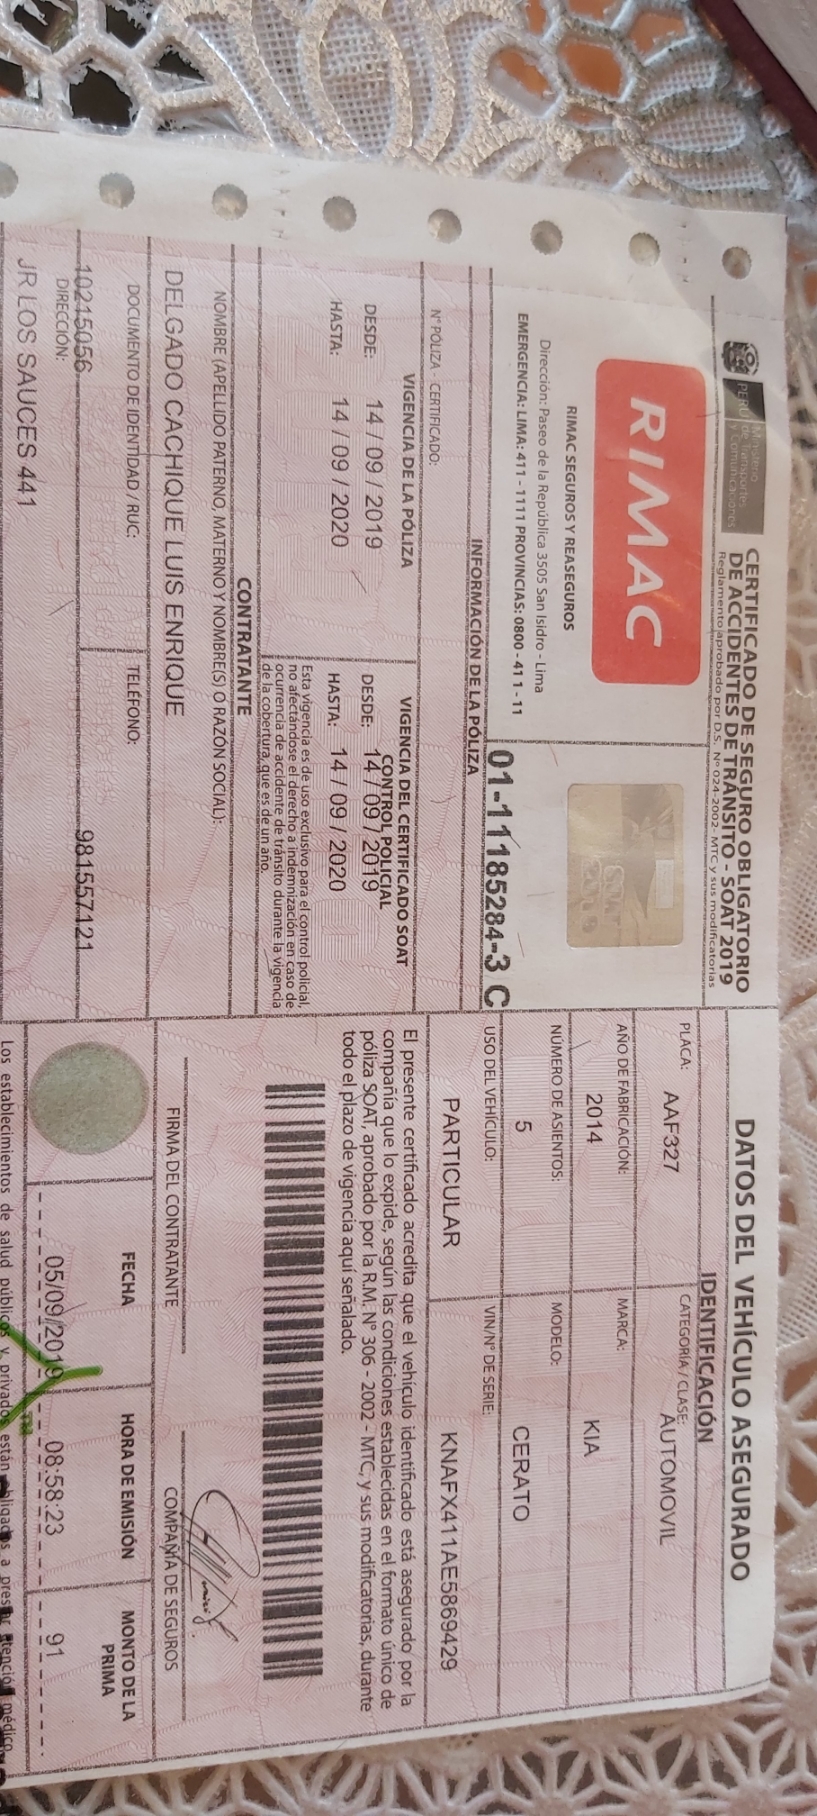 PERÚ
Ministerio
de Transportes
y Comunicaciones
CERTIFICADO DE SEGURO OBLIGATORIO
DE ACCIDENTES DE TRÁNSITO - SOAT 2019
Reglamento aprobado por D.S. N° 024-2002- MTC y sus modificatorias
RIMAC
RIMAC SEGUROS Y REASEGUROS
Dirección: Paseo de la República 3505 San Isidro - Lima
EMERGENCIA: LIMA: 411 - 1111 PROVINCIAS: 0800 - 411 - 11
INFORMACIÓN DE LA PÓLIZA
N° PÓLIZA - CERTIFICADO:
01-11185284-3 C
VIGENCIA DE LA PÓLIZA
DESDE: 14 / 09 / 2019
HASTA: 14 / 09 / 2020
VIGENCIA DEL CERTIFICADO SOAT
CONTROL POLICIAL
DESDE: 14 / 09 / 2019
HASTA: 14 / 09 / 2020
Esta vigencia es de uso exclusivo para el control policial,
no afectándose el derecho a indemnización en caso de
ocurrencia de accidente de tránsito durante la vigencia
de la cobertura, que es de un año.
CONTRATANTE
NOMBRE (APELLIDO PATERNO, MATERNO Y NOMBRE(S) O RAZÓN SOCIAL):
DELGADO CACHIQUE LUIS ENRIQUE
DOCUMENTO DE IDENTIDAD / RUC:
10215056
TELÉFONO:
981557121
DIRECCIÓN:
JR LOS SAUCES 441
DATOS DEL VEHÍCULO ASEGURADO
IDENTIFICACIÓN
PLACA: AAF327
CATEGORÍA / CLASE: AUTOMOVIL
AÑO DE FABRICACIÓN: 2014
MARCA: KIA
NÚMERO DE ASIENTOS: 5
MODELO: CERATO
USO DEL VEHÍCULO: PARTICULAR
VIN/N° DE SERIE: KNAFX411AE5869429
El presente certificado acredita que el vehículo identificado está asegurado por la
compañía que lo expide, según las condiciones establecidas en el formato único de
póliza SOAT, aprobado por la R.M. N° 306 - 2002 - MTC, y sus modificatorias, durante
todo el plazo de vigencia aquí señalado.
FIRMA DEL CONTRATANTE
COMPAÑÍA DE SEGUROS
FECHA
05/09/2019
HORA DE EMISIÓN
08:58:23
MONTO DE LA
PRIMA
91
Los establecimientos de salud públicos y privados están obligados a prestar atención médico